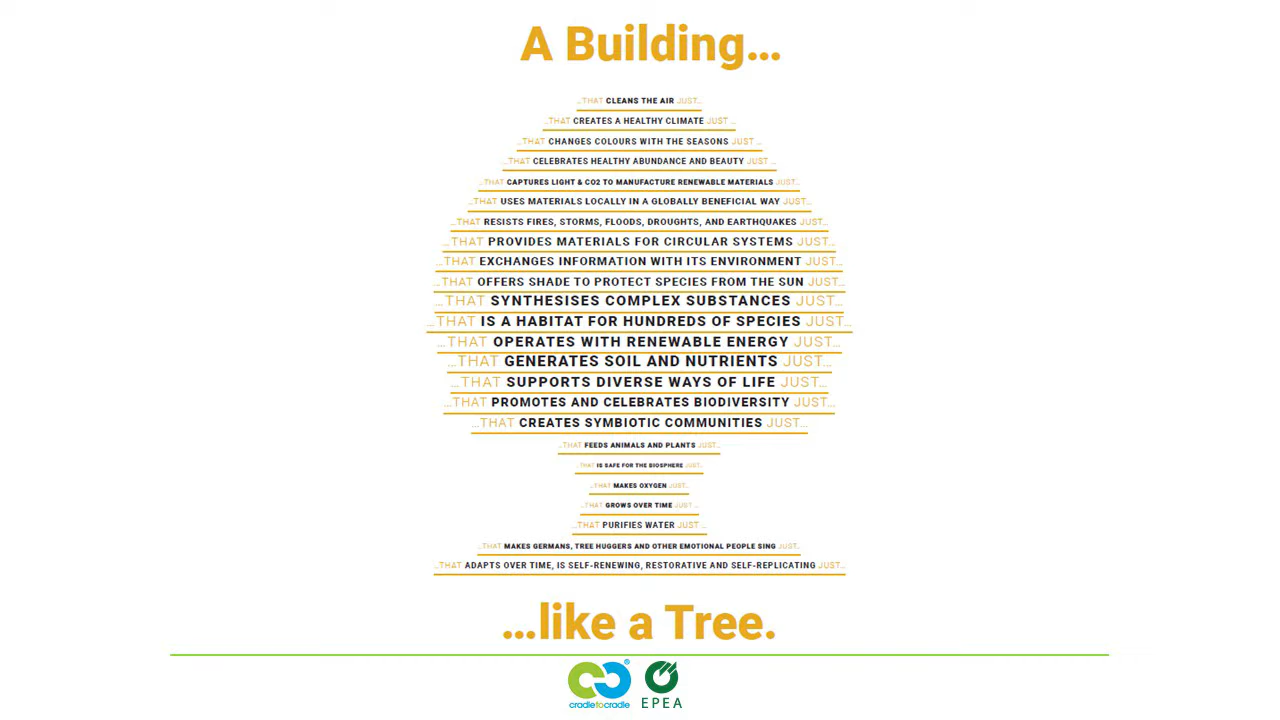 A Building...
...THAT CLEANS THE AIR JUST...
...THAT CREATES A HEALTHY CLIMATE JUST ...
...THAT CHANGES COLOURS WITH THE SEASONS JUST ...
...THAT CELEBRATES HEALTHY ABUNDANCE AND BEAUTY JUST ...
...THAT CAPTURES LIGHT & CO2 TO MANUFACTURE RENEWABLE MATERIALS JUST...
...THAT USES MATERIALS LOCALLY IN A GLOBALLY BENEFICIAL WAY JUST...
...THAT RESISTS FIRES, STORMS, FLOODS, DROUGHTS, AND EARTHQUAKES JUST...
...THAT PROVIDES MATERIALS FOR CIRCULAR SYSTEMS JUST...
...THAT EXCHANGES INFORMATION WITH ITS ENVIRONMENT JUST...
...THAT OFFERS SHADE TO PROTECT SPECIES FROM THE SUN JUST...
...THAT SYNTHESISES COMPLEX SUBSTANCES JUST...
...THAT IS A HABITAT FOR HUNDREDS OF SPECIES JUST...
...THAT OPERATES WITH RENEWABLE ENERGY JUST...
...THAT GENERATES SOIL AND NUTRIENTS JUST...
...THAT SUPPORTS DIVERSE WAYS OF LIFE JUST...
...THAT PROMOTES AND CELEBRATES BIODIVERSITY JUST...
...THAT CREATES SYMBIOTIC COMMUNITIES JUST...
...THAT FEEDS ANIMALS AND PLANTS JUST...
...THAT IS SAFE FOR THE BIOSPHERE JUST...
...THAT MAKES OXYGEN JUST...
...THAT GROWS OVER TIME JUST ...
...THAT PURIFIES WATER JUST ...
...THAT MAKES GERMANS, TREE HUGGERS AND OTHER EMOTIONAL PEOPLE SING JUST...
...THAT ADAPTS OVER TIME, IS SELF-RENEWING, RESTORATIVE AND SELF-REPLICATING JUST...
...like a Tree.
®
cradletocradle EPEA